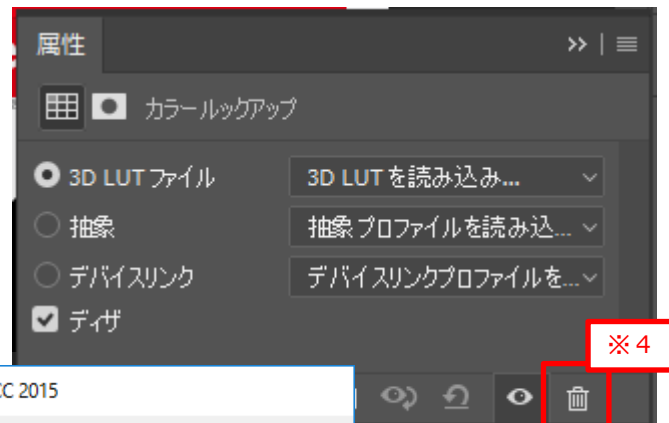 属性
カラールックアップ
3D LUT ファイル
3D LUT を読み込み...
抽象
抽象 プロファイルを読み込...
デバイスリンク
デバイスリンクプロファイルを...
ディザ
※4
CC 2015